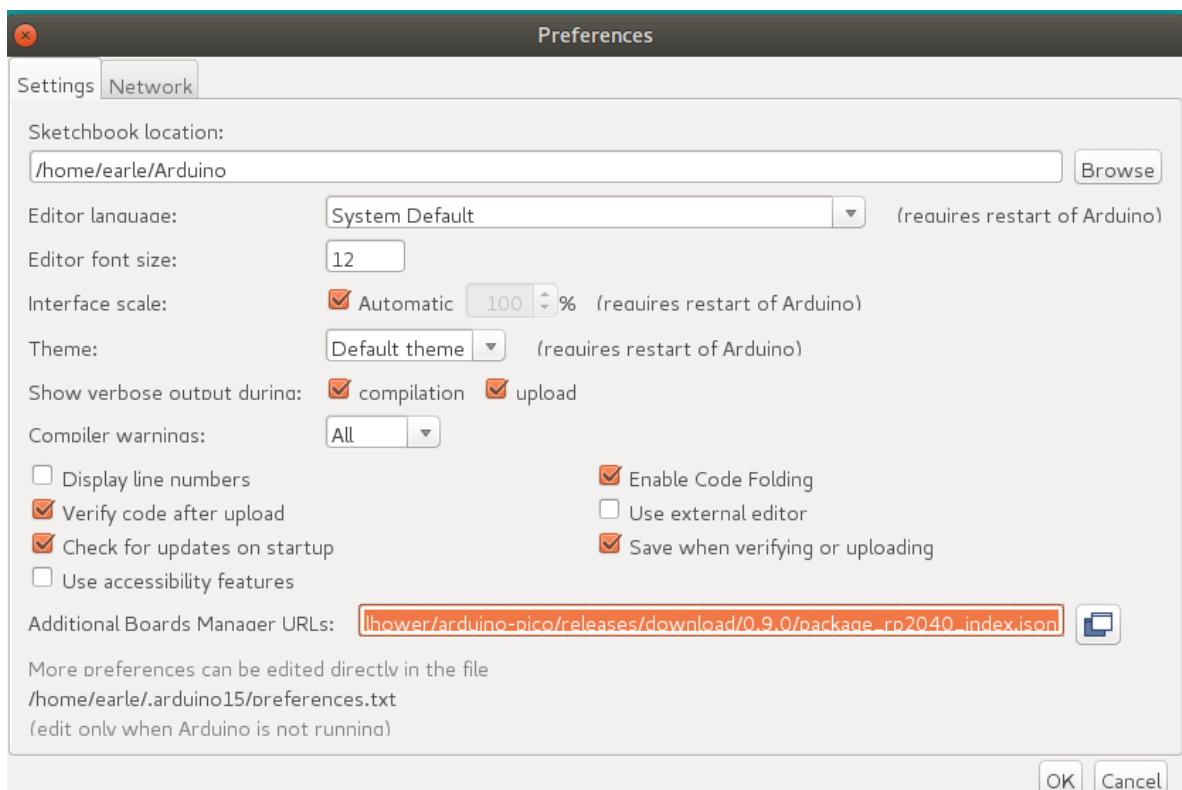 Preferences
Settings Network
Sketchbook location:
/home/earle/Arduino Browse
Editor language: System Default (requires restart of Arduino)
Editor font size: 12
Interface scale: Automatic 100 % (requires restart of Arduino)
Theme: Default theme (requires restart of Arduino)
Show verbose output during: compilation upload
Compiler warnings: All
Display line numbers Enable Code Folding
Verify code after upload Use external editor
Check for updates on startup Save when verifying or uploading
Use accessibility features
Additional Boards Manager URLs: lhower/arduino-pico/releases/download/0.9.0/package_rp2040_index.json
More preferences can be edited directly in the file
/home/earle/.arduino15/preferences.txt
(edit only when Arduino is not running)
OK Cancel